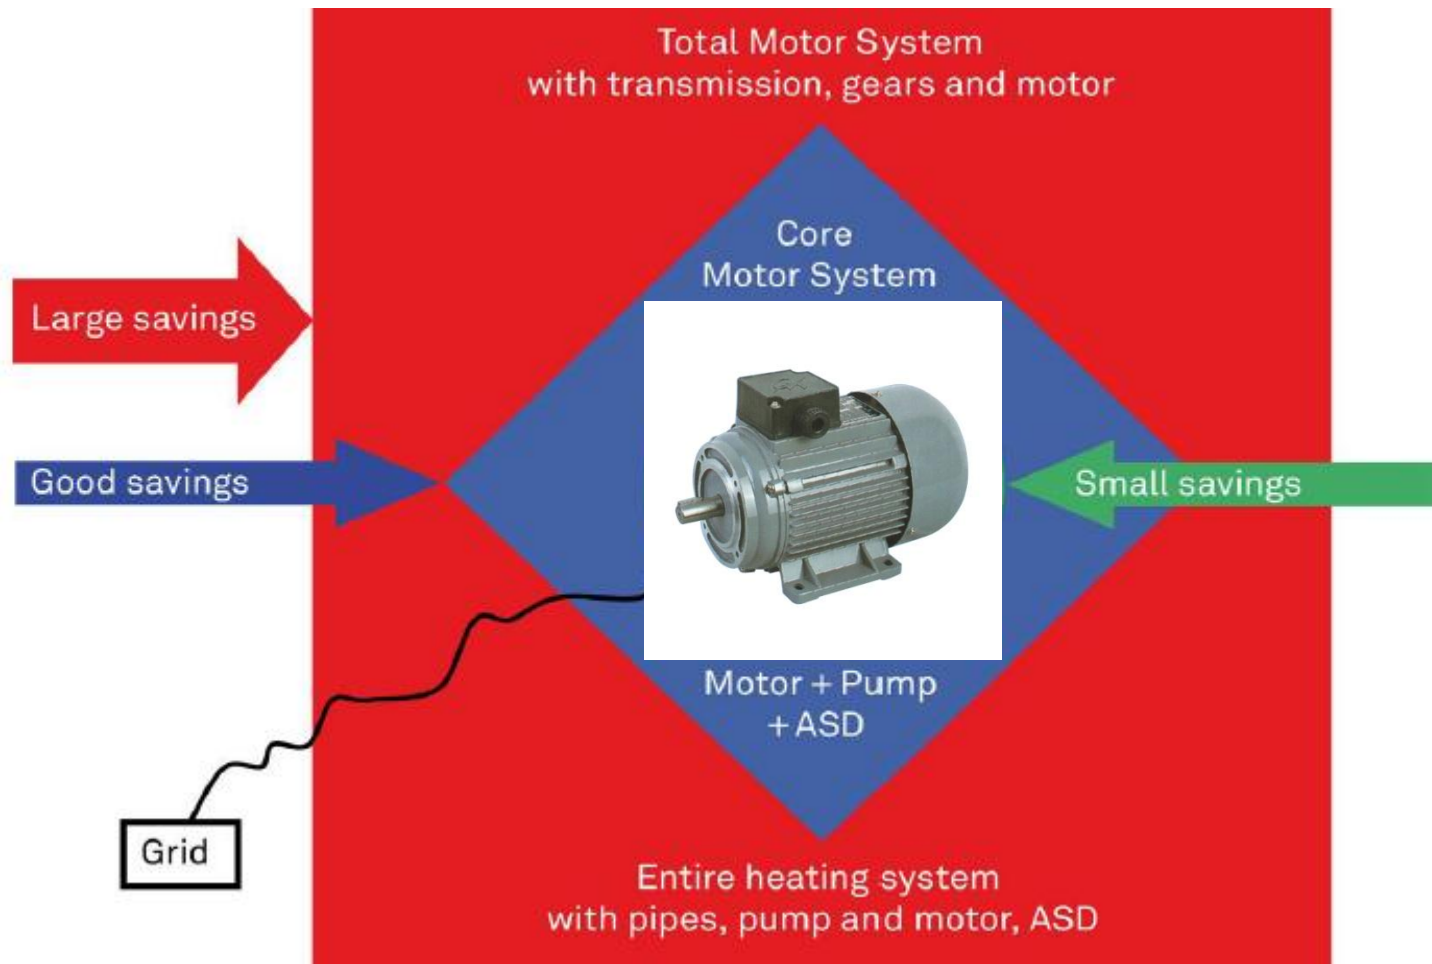 Total Motor System
with transmission, gears and motor
Core
Motor System
Large savings
Good savings
Small savings
Motor + Pump
+ ASD
Grid
Entire heating system
with pipes, pump and motor, ASD